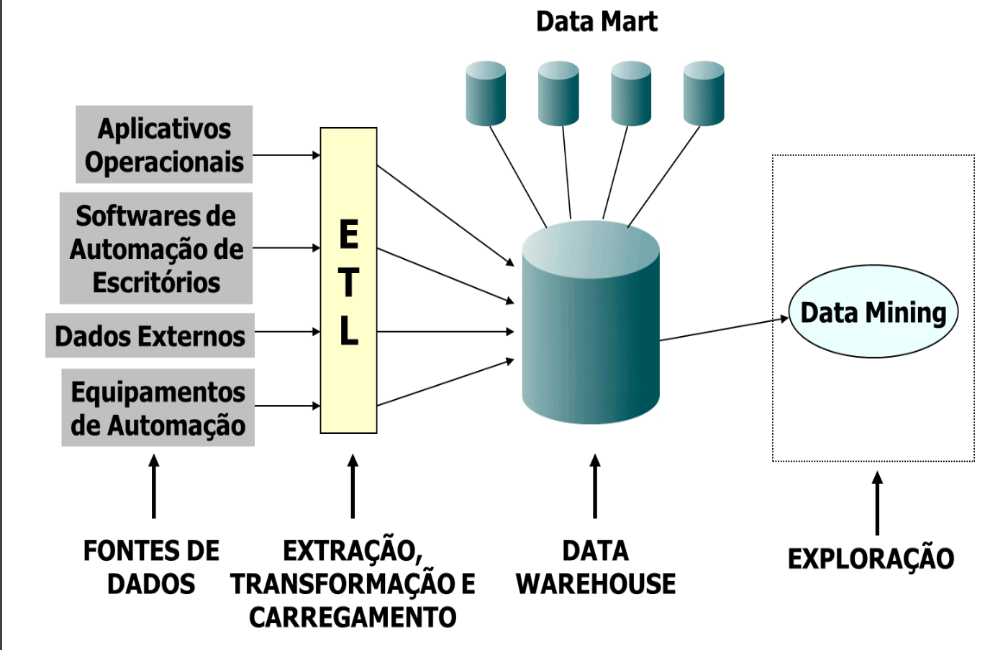 Data Mart
Aplicativos
Operacionais
Softwares de
Automação de
Escritórios
Dados Externos
Equipamentos
de Automação
E
T
L
Data Mining
FONTES DE
DADOS
EXTRAÇÃO,
TRANSFORMAÇÃO E
CARREGAMENTO
DATA
WAREHOUSE
EXPLORAÇÃO